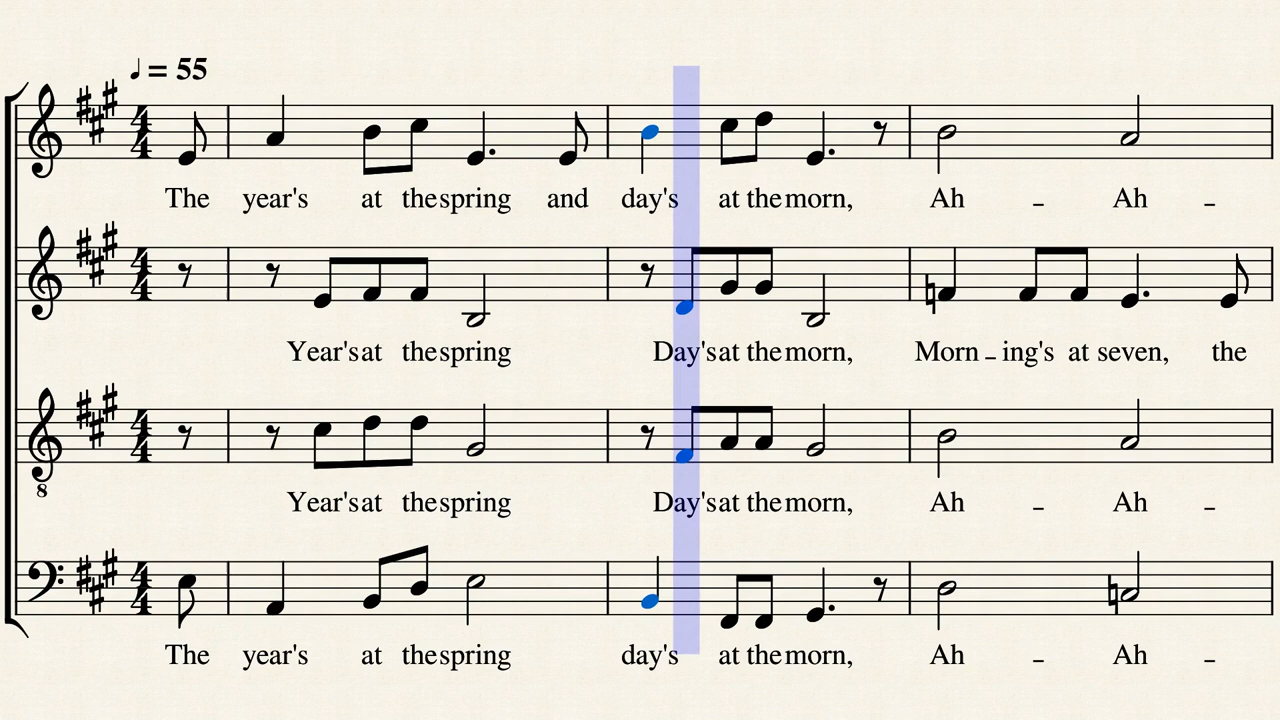 ♩ = 55
The year's at the spring and day's at the morn, Ah - Ah -
Year's at the spring Day's at the morn, Morn - ing's at seven, the
8
Year's at the spring Day's at the morn, Ah - Ah -
The year's at the spring day's at the morn, Ah - Ah -